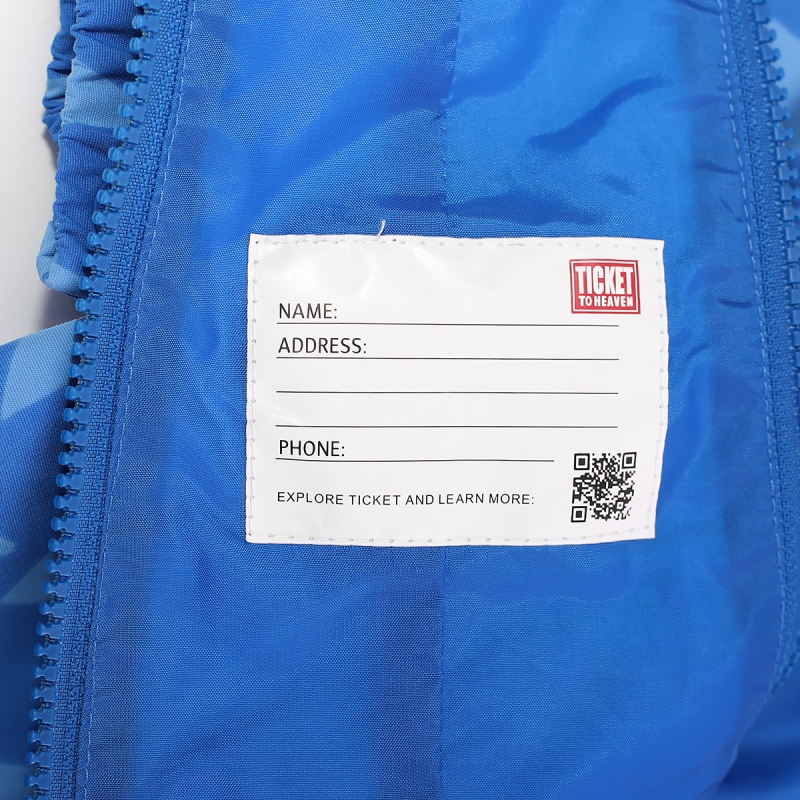 TICKET
TO HEAVEN
NAME:
ADDRESS:
PHONE:
EXPLORE TICKET AND LEARN MORE: